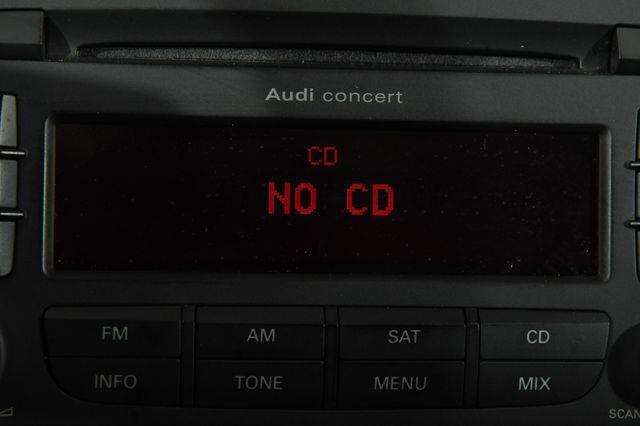 Audi concert
CD
NO CD
FM AM SAT CD
INFO TONE MENU MIX
SCAN